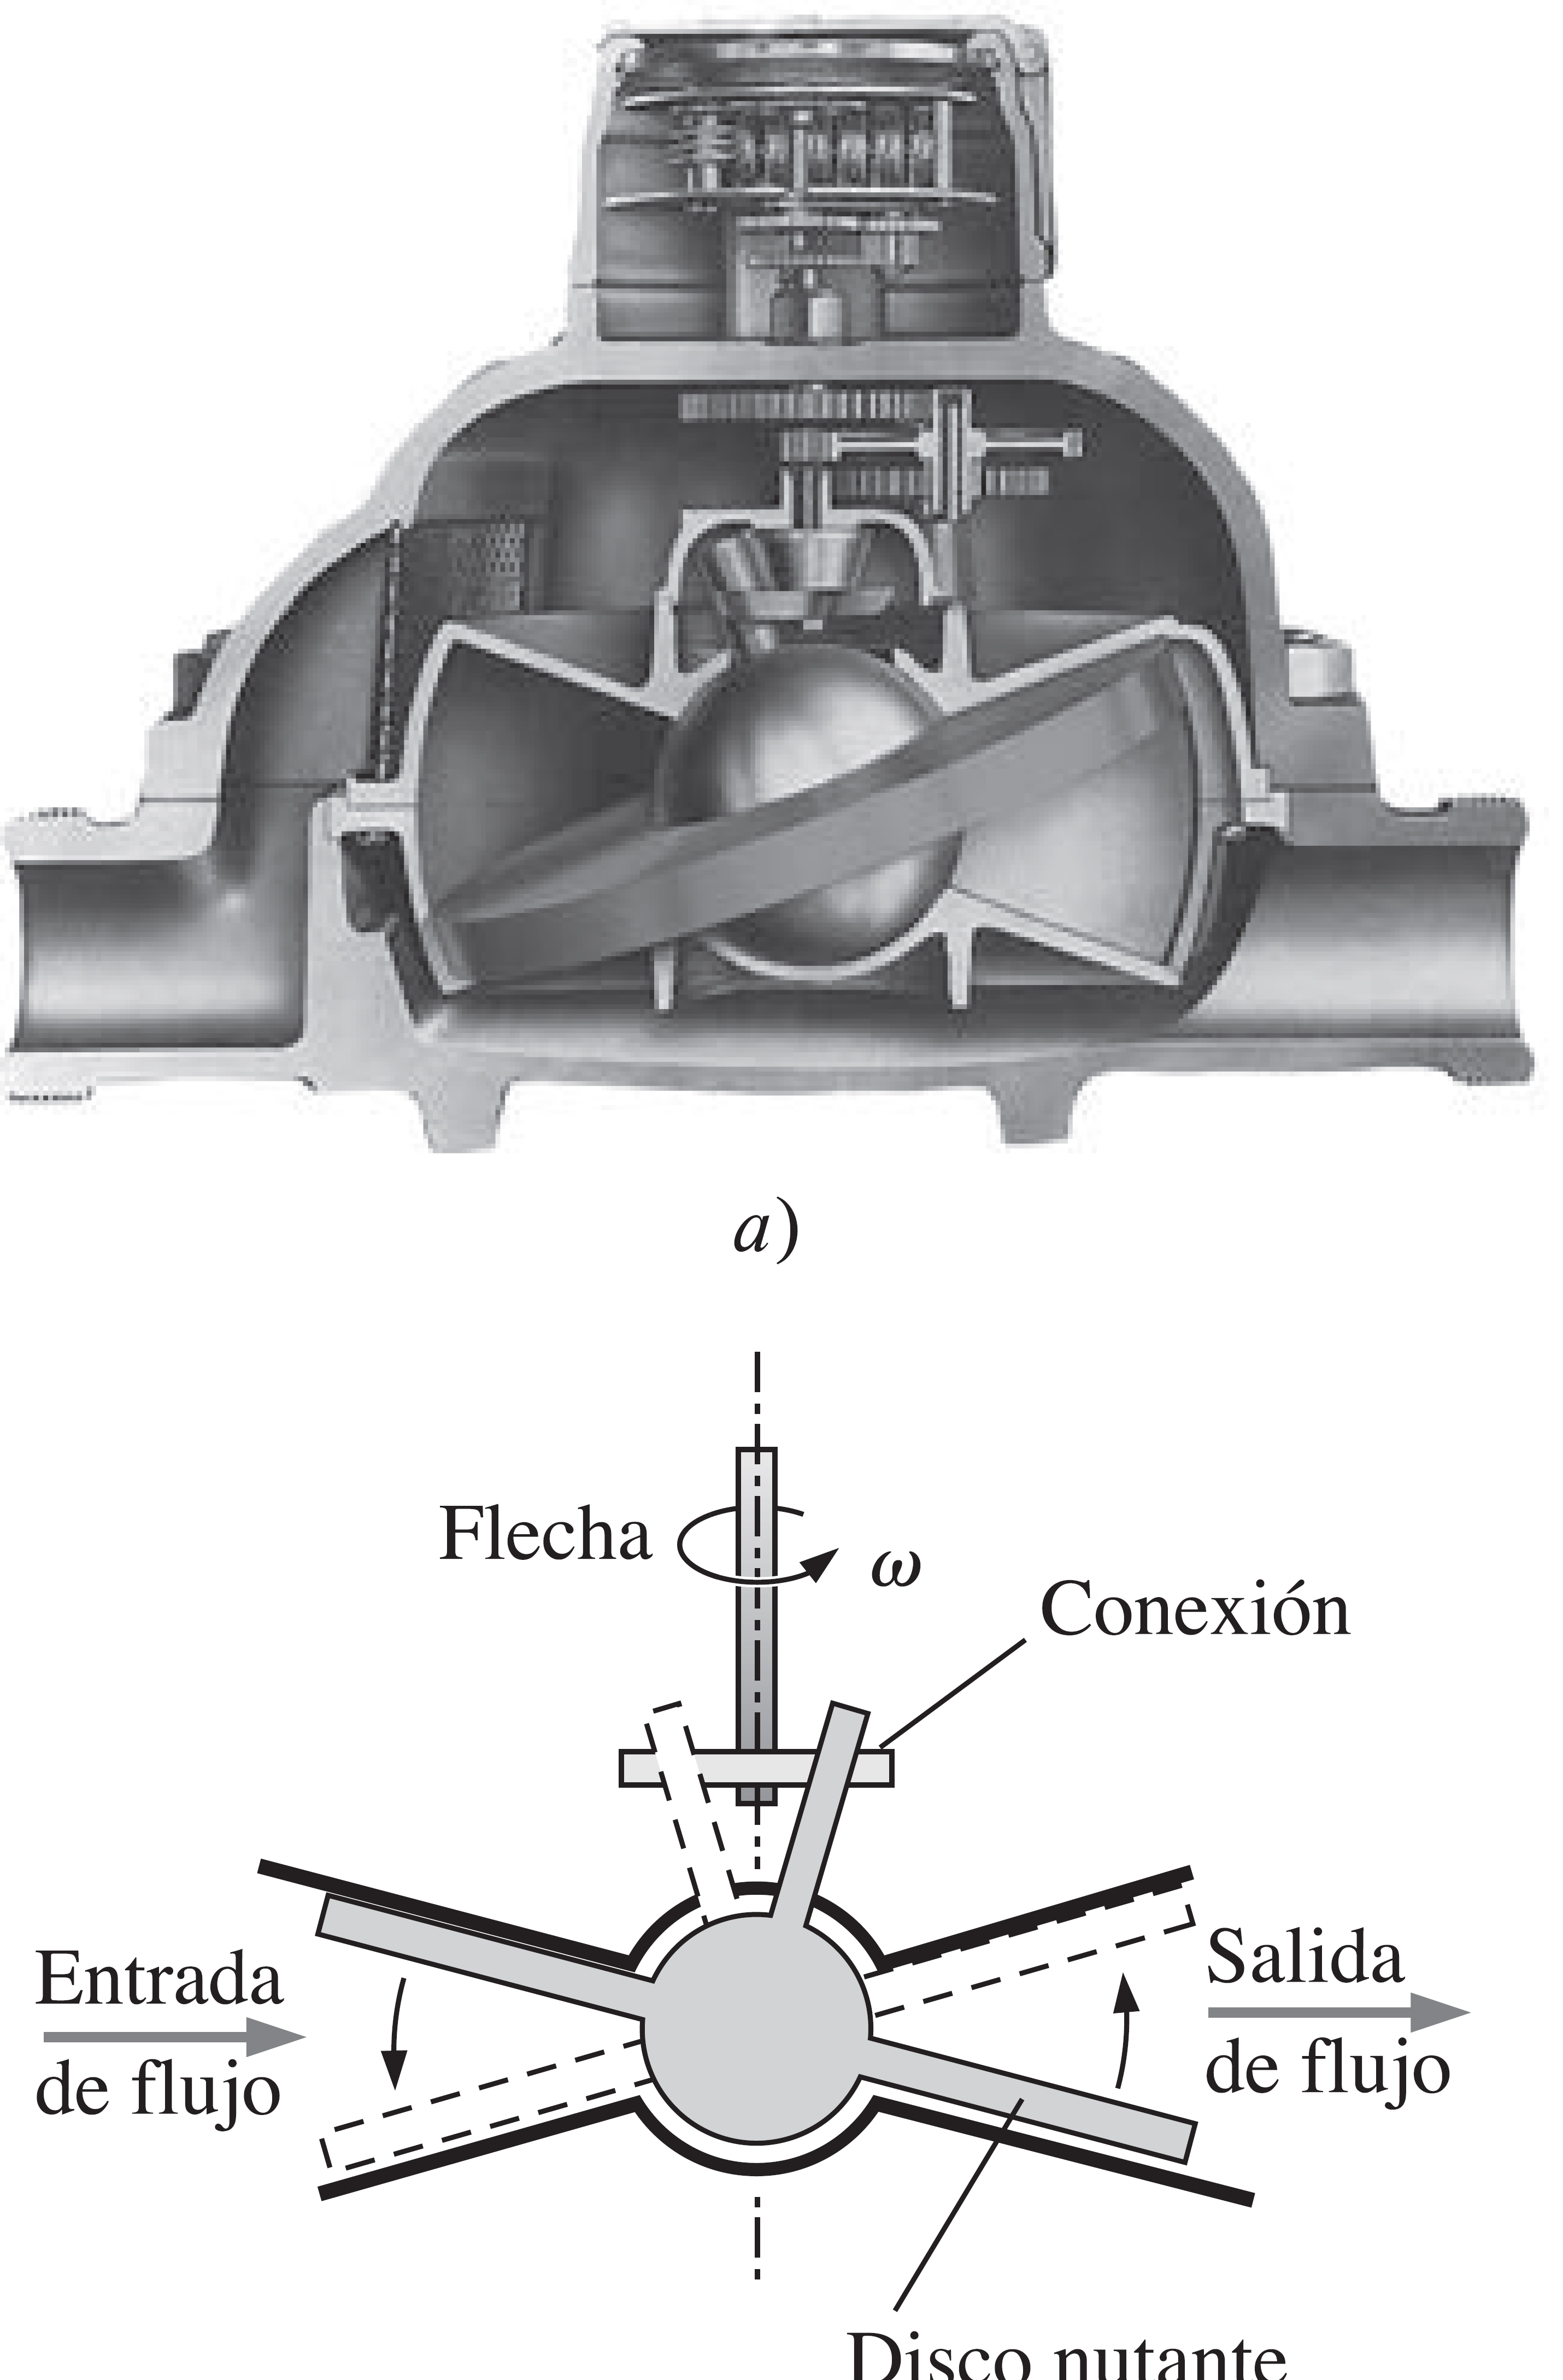 a)
Flecha
ω
Conexión
Entrada
de flujo
Salida
de flujo
Disco nutante